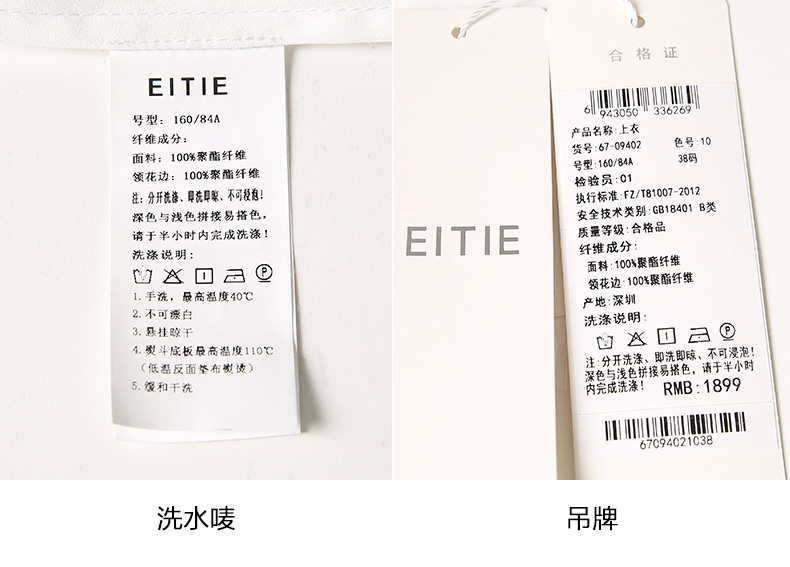 EITIE
号型：160/84A
纤维成分：
面料：100%聚酯纤维
领花边：100%聚酯纤维
注：分开洗涤、即洗即晾、不可浸泡！
深色与浅色拼接易搭色，
请于半小时内完成洗涤！
洗涤说明：
P
1.手洗，最高温度40℃
2.不可漂白
3.悬挂晾干
4.熨斗底板最高温度110℃
（低温反面垫布熨烫）
5.缓和干洗
洗水唛
EITIE
合格证
6 943050 336269
产品名称：上衣
货号：67-09402 色号：10
号型：160/84A 38码
检验员：01
执行标准：FZ/T81007-2012
安全技术类别：GB18401 B类
质量等级：合格品
纤维成分：
面料：100%聚酯纤维
领花边：100%聚酯纤维
产地：深圳
洗涤说明：
P
注：分开洗涤、即洗即晾、不可浸泡！
深色与浅色拼接易搭色，请于半小时
内完成洗涤！ RMB：1899
67094021038
吊牌